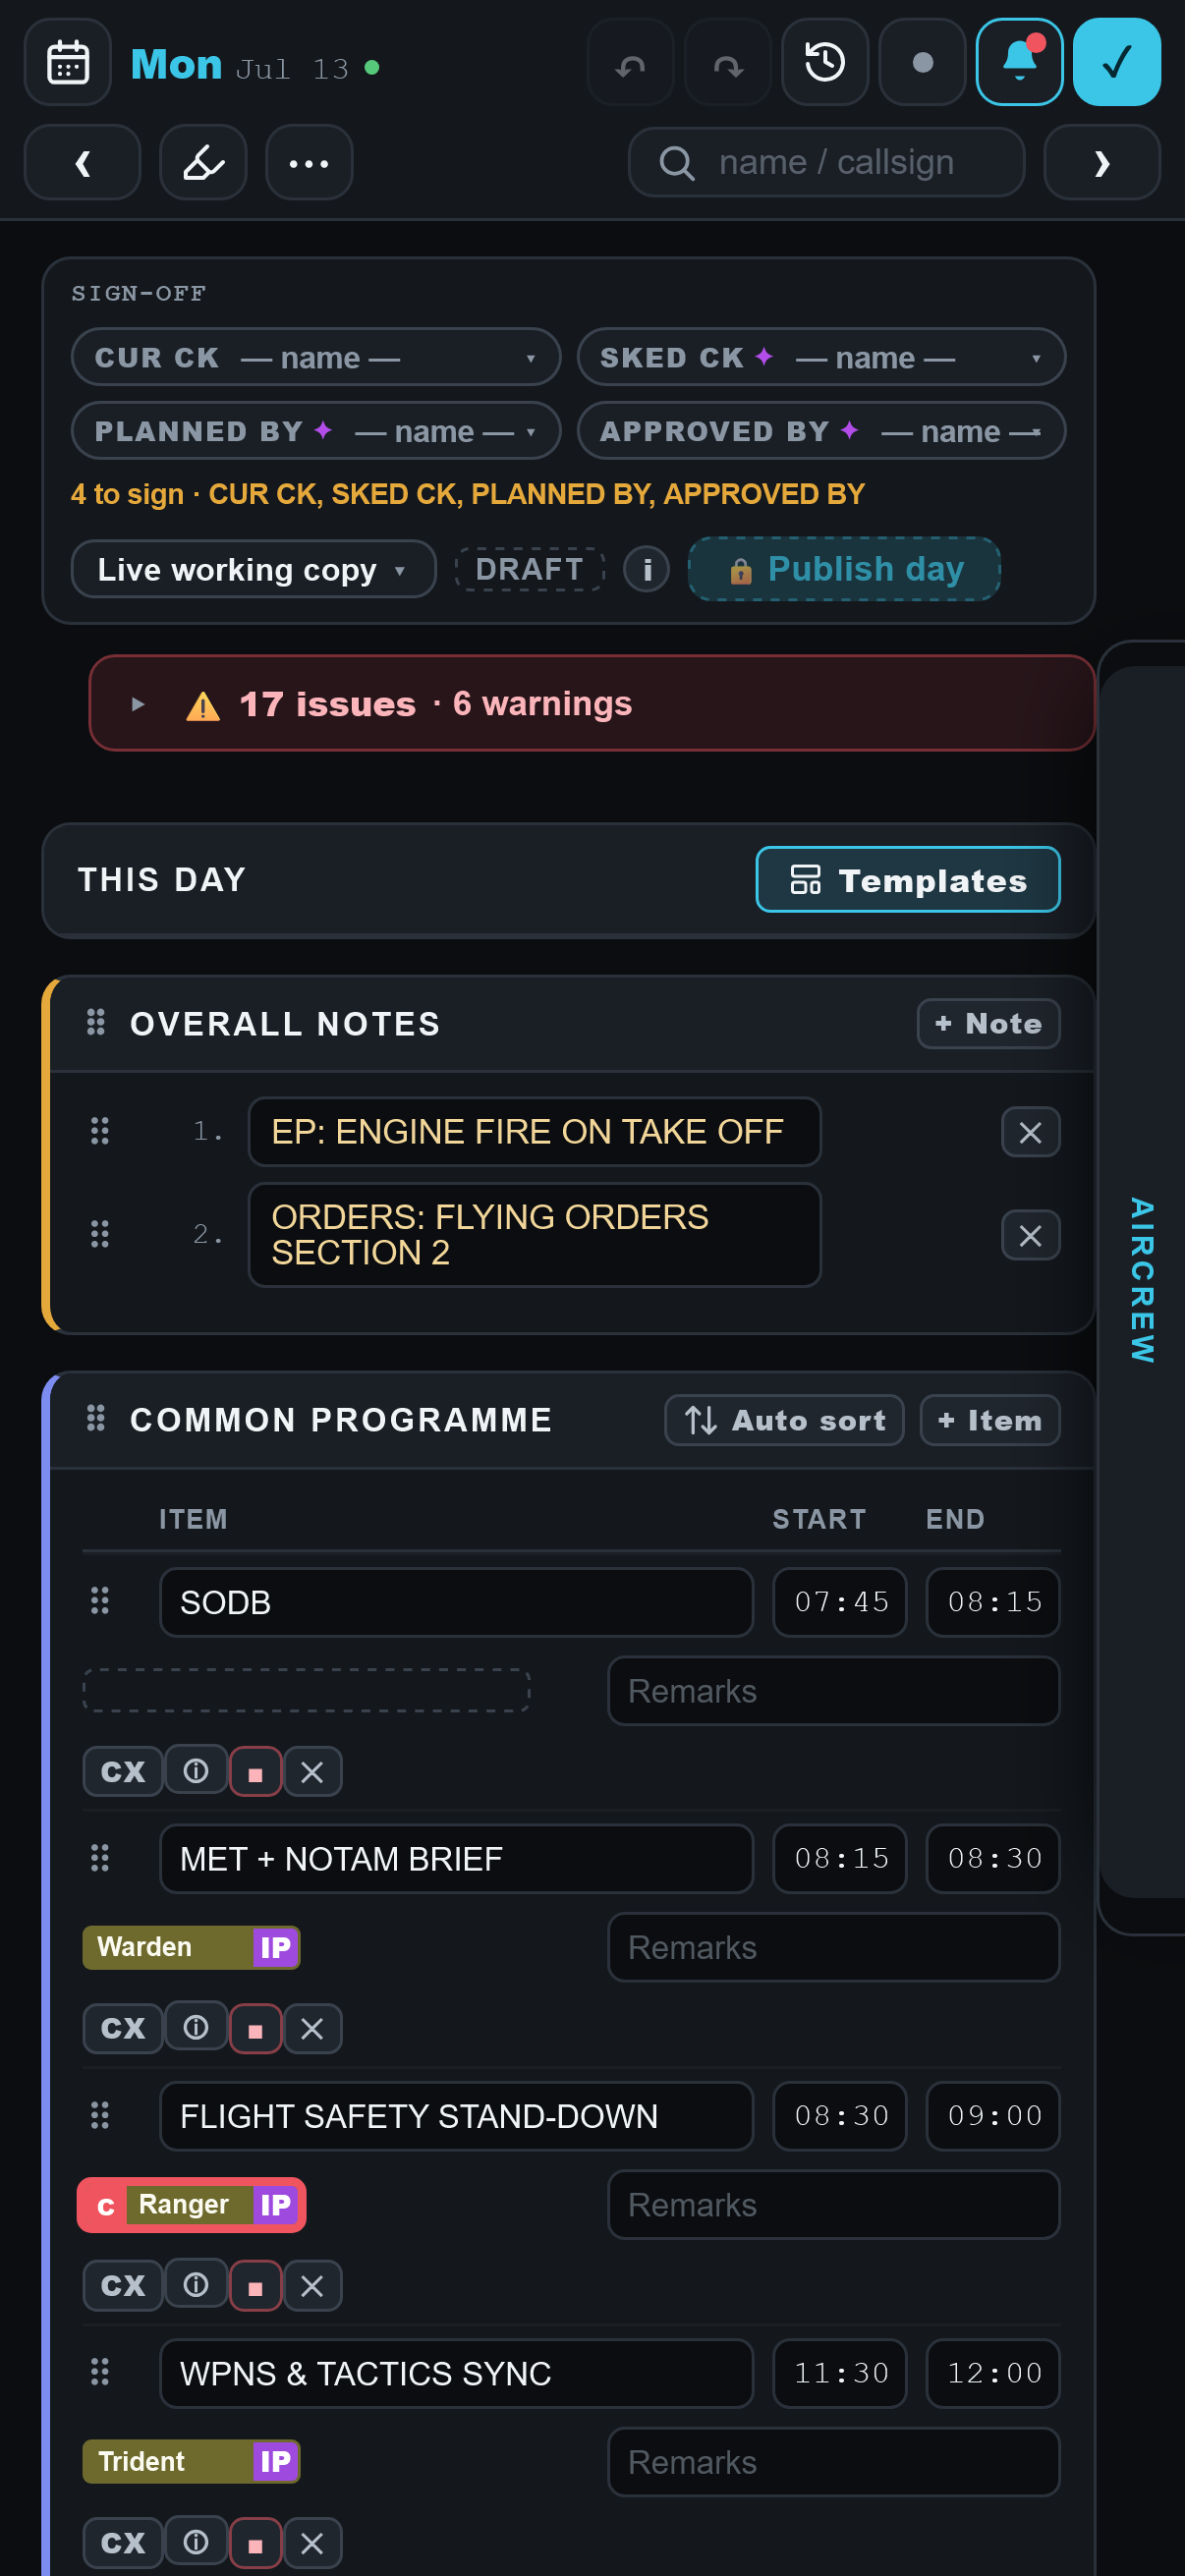 Mon Jul 13
name / callsign
SIGN-OFF
CUR CK — name —
SKED CK ✦ — name —
PLANNED BY ✦ — name —
APPROVED BY ✦ — name —
4 to sign · CUR CK, SKED CK, PLANNED BY, APPROVED BY
Live working copy
DRAFT
i
Publish day
17 issues · 6 warnings
THIS DAY
Templates
OVERALL NOTES
+ Note
1. EP: ENGINE FIRE ON TAKE OFF
2. ORDERS: FLYING ORDERS
SECTION 2
AIRCREW
COMMON PROGRAMME
Auto sort
+ Item
ITEM START END
SODB 07:45 08:15
Remarks
CX
MET + NOTAM BRIEF 08:15 08:30
Warden IP Remarks
CX
FLIGHT SAFETY STAND-DOWN 08:30 09:00
C Ranger IP Remarks
CX
WPNS & TACTICS SYNC 11:30 12:00
Trident IP Remarks
CX